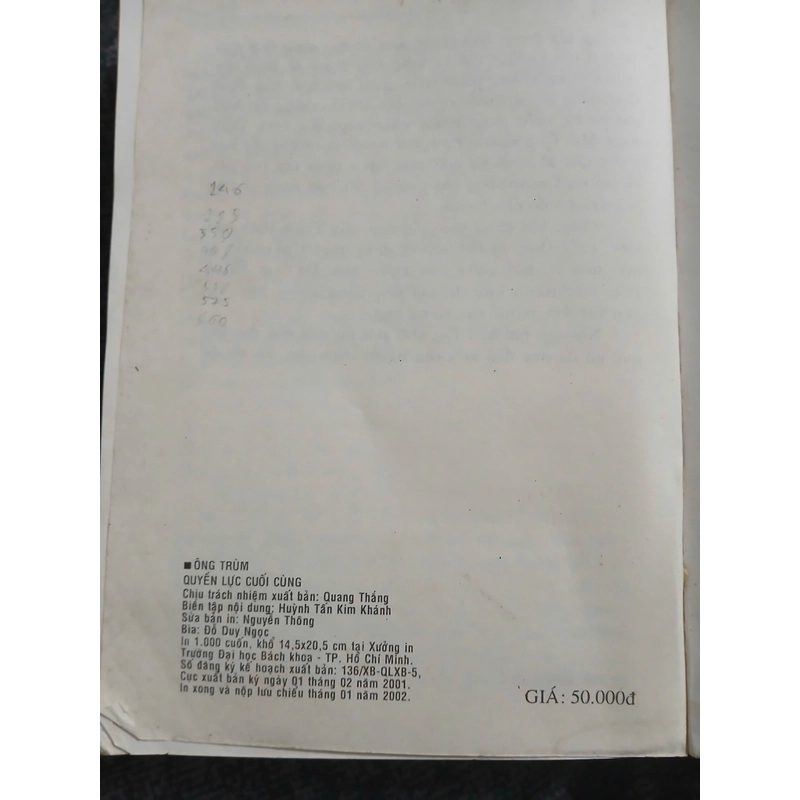 246
350
446
525
560
■ ÔNG TRÙM
QUYỀN LỰC CUỐI CÙNG
Chịu trách nhiệm xuất bản: Quang Thắng
Biên tập nội dung: Huỳnh Tấn Kim Khánh
Sửa bản in: Nguyễn Thông
Bìa: Đỗ Duy Ngọc
In 1.000 cuốn, khổ 14,5x20,5 cm tại Xưởng in
Trường Đại học Bách khoa - TP. Hồ Chí Minh.
Số đăng ký kế hoạch xuất bản: 136/XB-QLXB-5,
Cục xuất bản ký ngày 01 tháng 02 năm 2001.
In xong và nộp lưu chiểu tháng 01 năm 2002.
GIÁ: 50.000đ